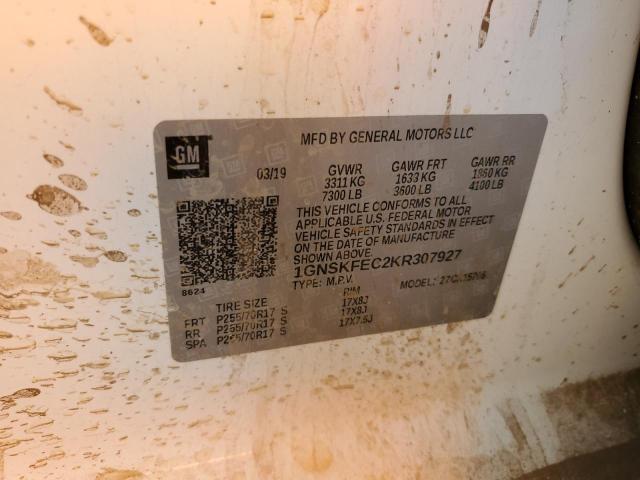 MFD BY GENERAL MOTORS LLC
GM
03/19 GVWR GAWR FRT GAWR RR
3311 KG 1633 KG 1860 KG
7300 LB 3600 LB 4100 LB
THIS VEHICLE CONFORMS TO ALL
APPLICABLE U.S. FEDERAL MOTOR
VEHICLE SAFETY STANDARDS IN EFFECT
ON THE DATE OF MANUFACTURE
SHOWN ABOVE.
1GNSKFEC2KR307927
8624
TYPE: M.P.V. MODEL:
TIRE SIZE RIM
FRT P255/70R17 S 17X8J
RR P255/70R17 S 17X8J
SPA P265/70R17 S 17X7.5J